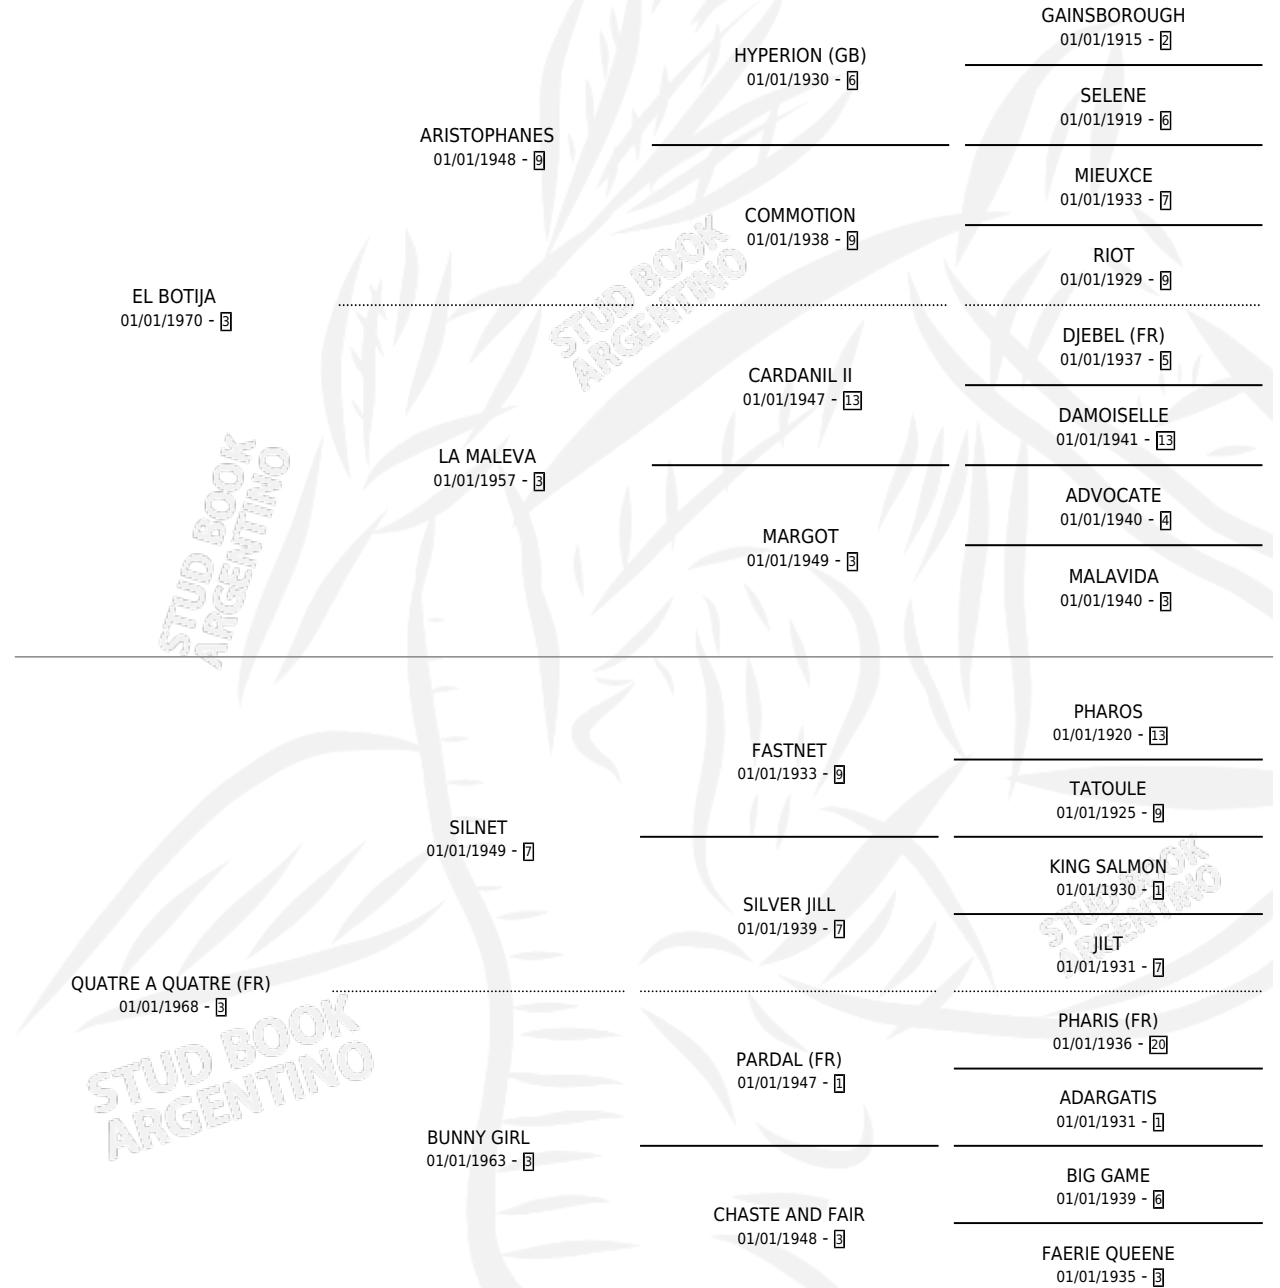 GAINSBOROUGH
01/01/1915 - 2
HYPERION (GB)
01/01/1930 - 6
SELENE
01/01/1919 - 6
ARISTOPHANES
01/01/1948 - 9
MIEUXCE
01/01/1933 - 7
COMMOTION
01/01/1938 - 9
RIOT
01/01/1929 - 9
EL BOTIJA
01/01/1970 - 3
DJEBEL (FR)
01/01/1937 - 5
CARDANIL II
01/01/1947 - 13
DAMOISELLE
01/01/1941 - 13
LA MALEVA
01/01/1957 - 3
ADVOCATE
01/01/1940 - 4
MARGOT
01/01/1949 - 3
MALAVIDA
01/01/1940 - 3
STUD BOOK
ARGENTINO
STUD BOOK
ARGENTINO
PHAROS
01/01/1920 - 13
FASTNET
01/01/1933 - 9
TATOULE
01/01/1925 - 9
SILNET
01/01/1949 - 7
KING SALMON
01/01/1930 - 1
SILVER JILL
01/01/1939 - 7
JILT
01/01/1931 - 7
STUD BOOK
ARGENTINO
QUATRE A QUATRE (FR)
01/01/1968 - 3
PHARIS (FR)
01/01/1936 - 20
PARDAL (FR)
01/01/1947 - 1
ADARGATIS
01/01/1931 - 1
BUNNY GIRL
01/01/1963 - 3
BIG GAME
01/01/1939 - 6
CHASTE AND FAIR
01/01/1948 - 3
FAERIE QUEENE
01/01/1935 - 3
STUD BOOK
ARGENTINO